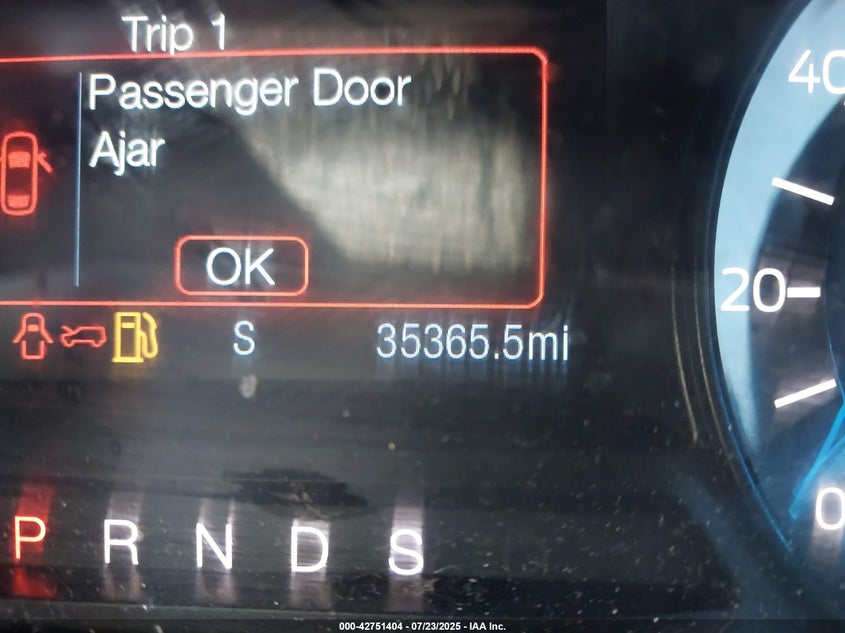 Trip 1
Passenger Door
Ajar
OK
S
35365.5mi
40
20
0
P R N D S
000-42751404 - 07/23/2025 - IAA Inc.